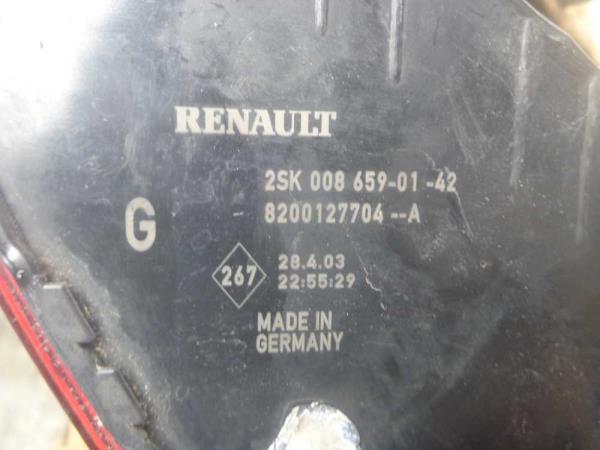 RENAULT
2SK 008 659-01-42
G
8200127704--A
267
28.4.03
22:55:29
MADE IN
GERMANY